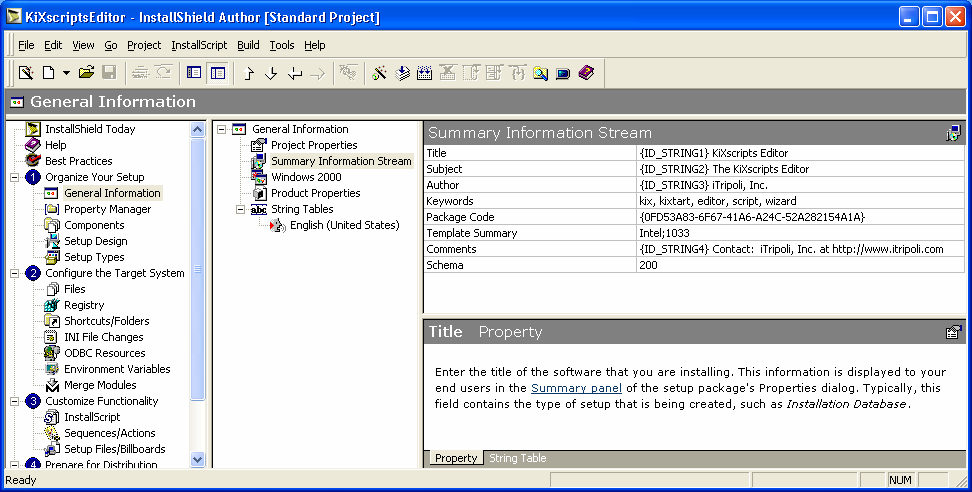 KiXscriptsEditor - InstallShield Author [Standard Project]
File Edit View Go Project InstallScript Build Tools Help
General Information
InstallShield Today
Help
Best Practices
1 Organize Your Setup
General Information
Property Manager
Components
Setup Design
Setup Types
2 Configure the Target System
Files
Registry
Shortcuts/Folders
INI File Changes
ODBC Resources
Environment Variables
Merge Modules
3 Customize Functionality
InstallScript
Sequences/Actions
Setup Files/Billboards
4 Prepare for Distribution
General Information
Project Properties
Summary Information Stream
Windows 2000
Product Properties
abc String Tables
English (United States)
Summary Information Stream
Title {ID_STRING1} KiXscripts Editor
Subject {ID_STRING2} The KiXscripts Editor
Author {ID_STRING3} iTripoli, Inc.
Keywords kix, kixtart, editor, script, wizard
Package Code {0FD53A83-6F67-41A6-A24C-52A282154A1A}
Template Summary Intel;1033
Comments {ID_STRING4} Contact: iTripoli, Inc. at http://www.itripoli.com
Schema 200
Title Property
Enter the title of the software that you are installing. This information is displayed to your
end users in the Summary panel of the setup package's Properties dialog. Typically, this
field contains the type of setup that is being created, such as Installation Database.
Property String Table
Ready NUM